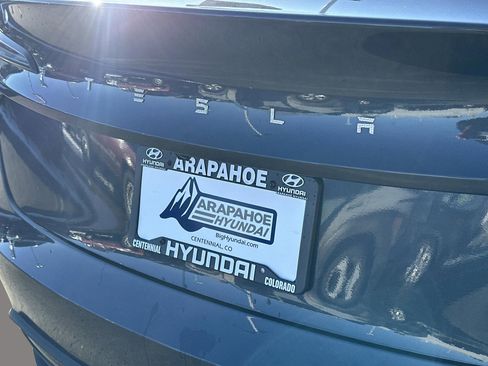 TESLA
ARAPAHOE
HYUNDAI
HYUNDAI
ARAPAHOE
HYUNDAI
BigHyundai.com
CENTENNIAL, CO
CENTENNIAL HYUNDAI COLORADO